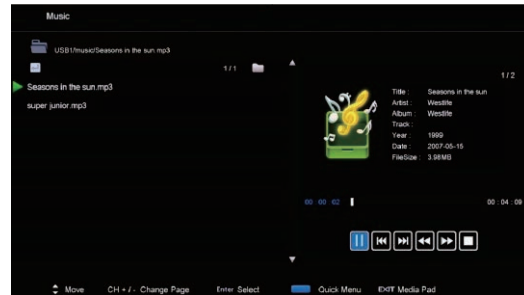 Music
USB1/music/Seasons in the sun.mp3
1/1
Seasons in the sun.mp3
super junior.mp3
1/2
Title : Seasons in the sun
Artist : Westlife
Album : Westlife
Track :
Year : 1999
Date : 2007-05-15
FileSize : 3.98MB
00 :00 :02
00 : 04 : 09
Move CH + / - Change Page Enter Select Quick Menu EXIT Media Pad